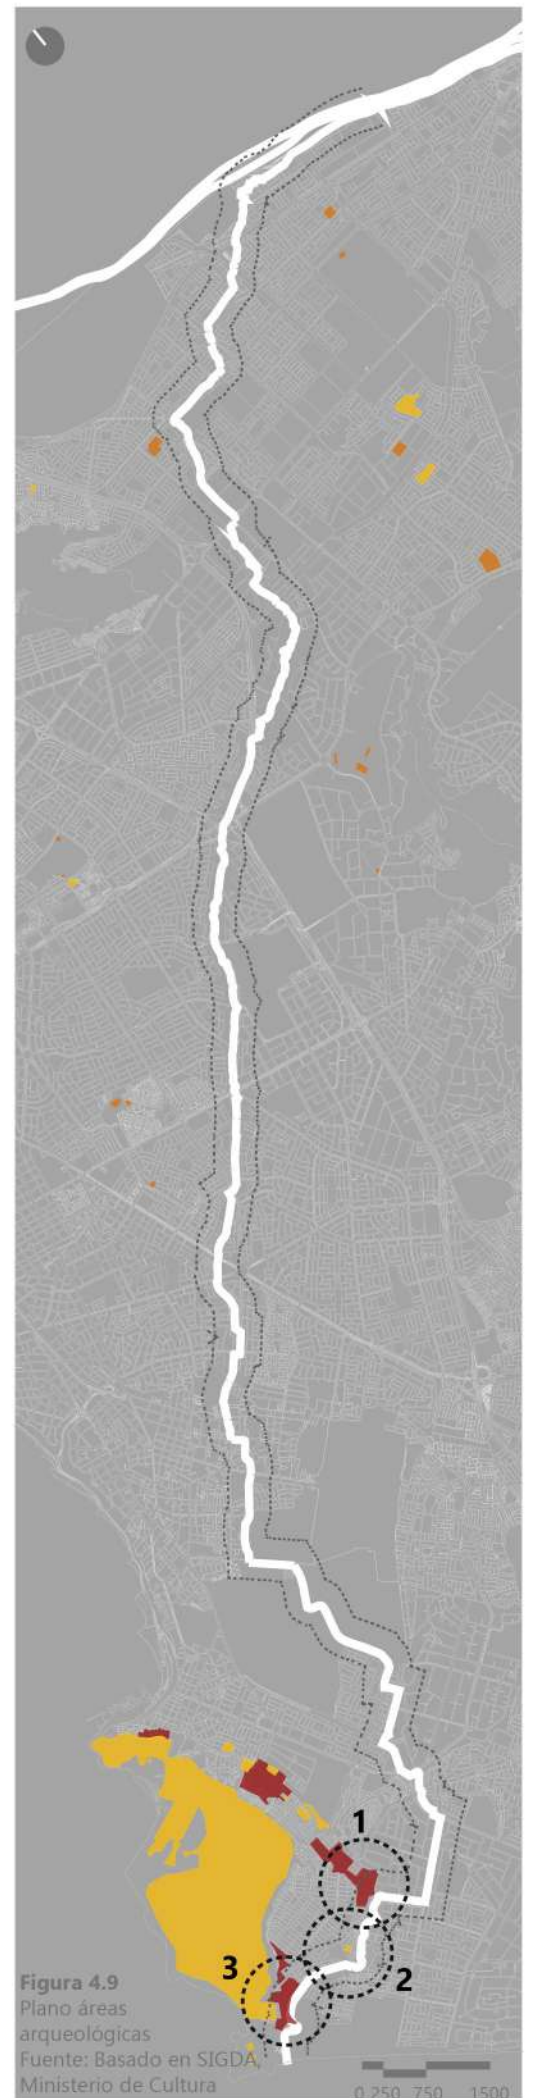 1
2
3
Figura 4.9
Plano áreas
arqueológicas
Fuente: Basado en SIGDA,
Ministerio de Cultura
0 250 750 1500